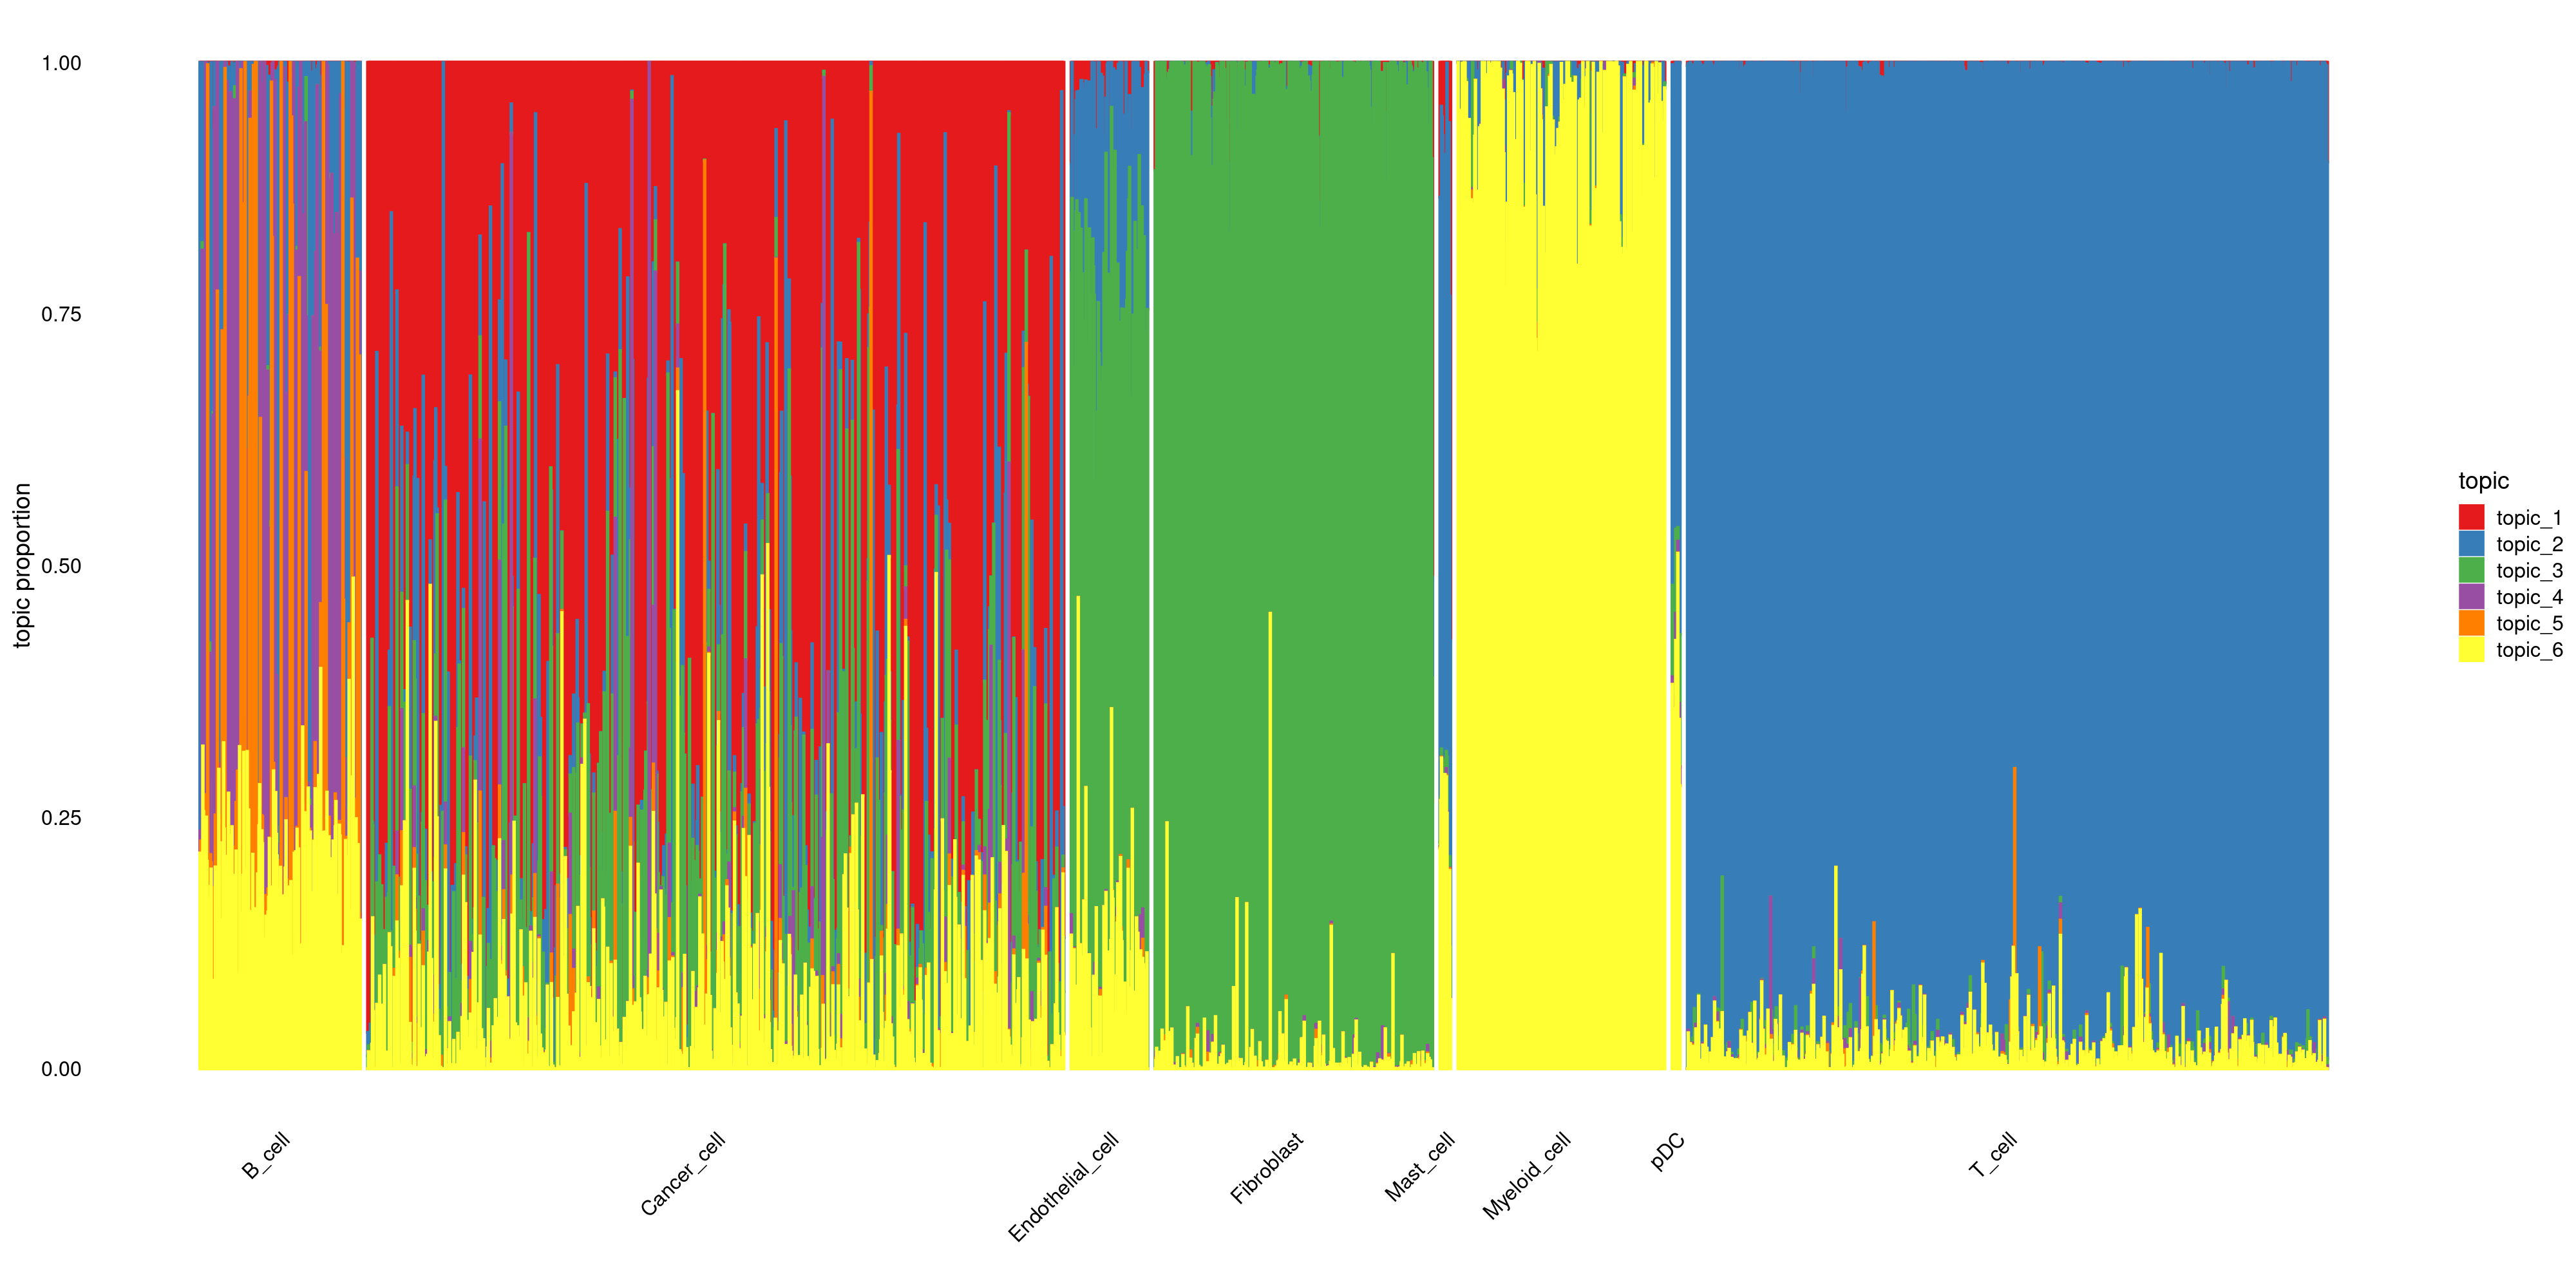 1.00
0.75
0.50
0.25
0.00
topic proportion
B_cell
Cancer_cell
Endothelial_cell
Fibroblast
Mast_cell
Myeloid_cell
pDC
T_cell
topic
topic_1
topic_2
topic_3
topic_4
topic_5
topic_6